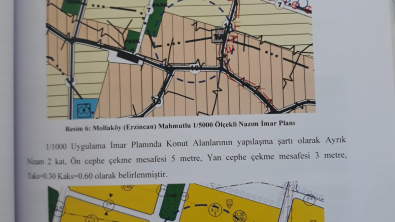 PARK
Resim 6: Mollaköy (Erzincan) Mahmutlu 1/5000 Ölçekli Nazım İmar Planı
1/1000 Uygulama İmar Planında Konut Alanlarının yapılaşma şartı olarak Ayrık
Nizam 2 kat, Ön cephe çekme mesafesi 5 metre, Yan cephe çekme mesafesi 3 metre,
Taks=0.30 Kaks=0.60 olarak belirlenmiştir.